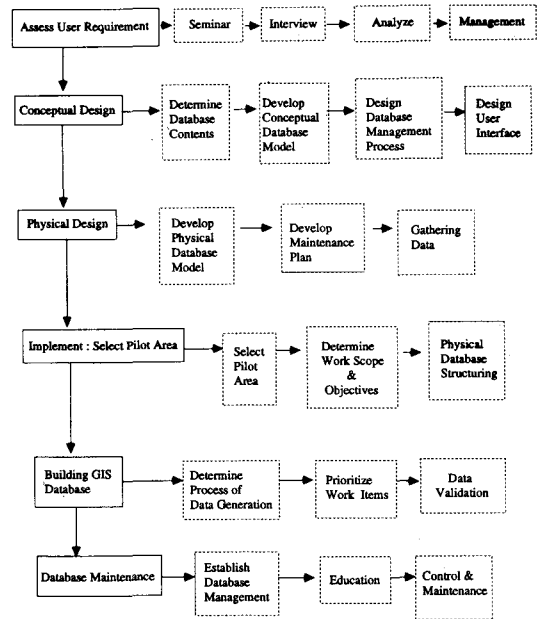 Assess User Requirement
Seminar
Interview
Analyze
Management
Conceptual Design
Determine
Database
Contents
Develop
Conceptual
Database
Model
Design
Database
Management
Process
Design
User
Interface
Physical Design
Develop
Physical
Database
Model
Develop
Maintenance
Plan
Gathering
Data
Implement : Select Pilot Area
Select
Pilot
Area
Determine
Work Scope
&
Objectives
Physical
Database
Structuring
Building GIS
Database
Determine
Process of
Data Generation
Prioritize
Work Items
Data
Validation
Database Maintenance
Establish
Database
Management
Education
Control &
Maintenance